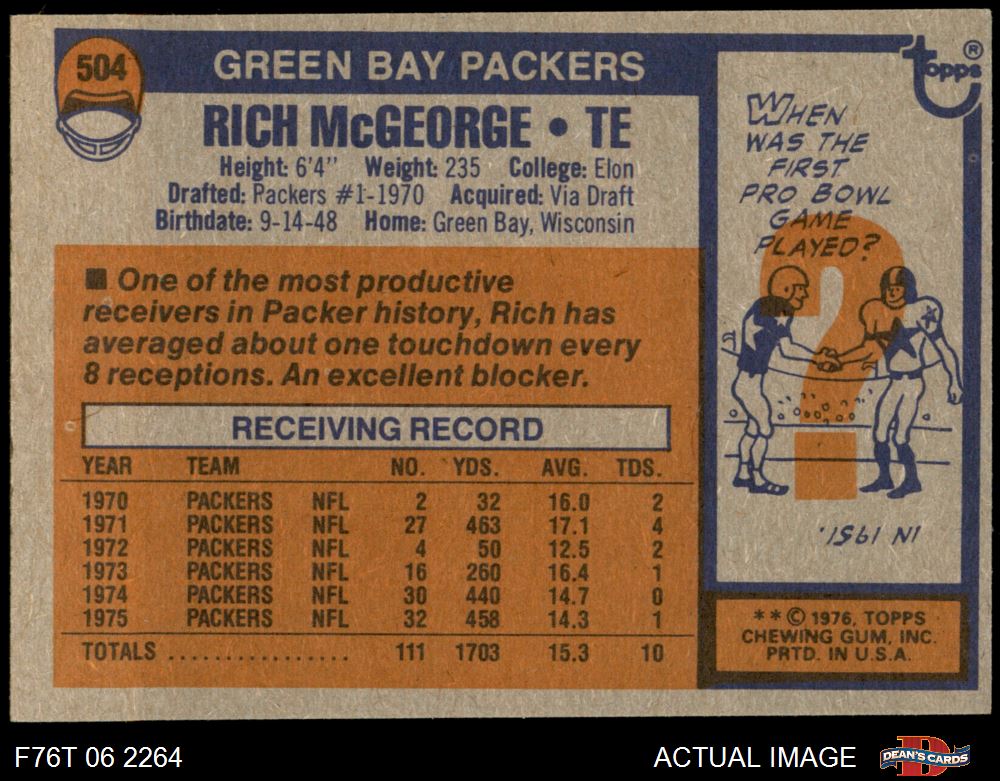 504
GREEN BAY PACKERS
RICH McGEORGE • TE
Height: 6'4" Weight: 235 College: Elon
Drafted: Packers #1-1970 Acquired: Via Draft
Birthdate: 9-14-48 Home: Green Bay, Wisconsin
■ One of the most productive
receivers in Packer history, Rich has
averaged about one touchdown every
8 receptions. An excellent blocker.
RECEIVING RECORD
YEAR TEAM NO. YDS. AVG. TDS.
1970 PACKERS NFL 2 32 16.0 2
1971 PACKERS NFL 27 463 17.1 4
1972 PACKERS NFL 4 50 12.5 2
1973 PACKERS NFL 16 260 16.4 1
1974 PACKERS NFL 30 440 14.7 0
1975 PACKERS NFL 32 458 14.3 1
TOTALS ................ 111 1703 15.3 10
topps ®
WHEN
WAS THE
FIRST
PRO BOWL
GAME
PLAYED?
?
IN 1951.
** © 1976, TOPPS
CHEWING GUM, INC.
PRTD. IN U.S.A.
F76T 06 2264
ACTUAL IMAGE
D
DEAN'S CARDS